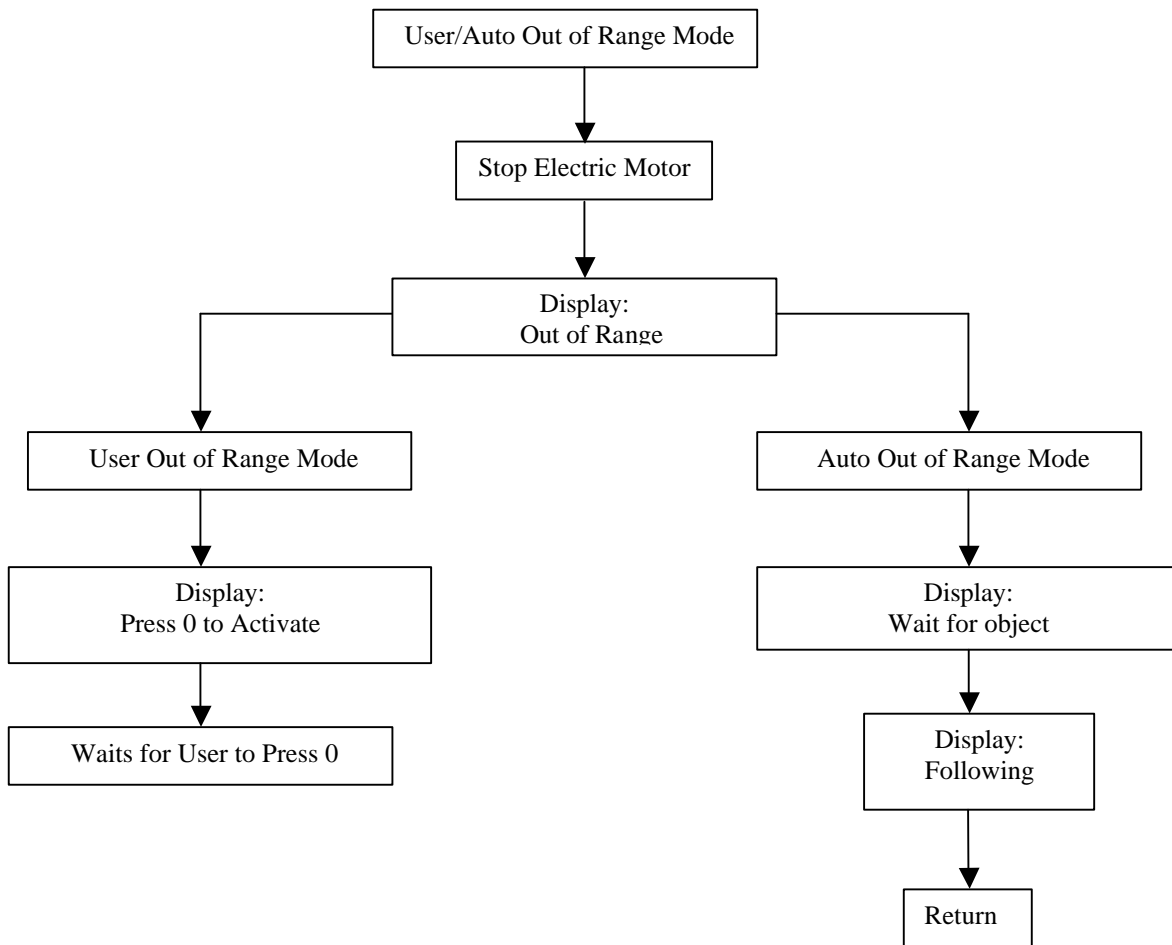 User/Auto Out of Range Mode
Stop Electric Motor
Display:
Out of Range
User Out of Range Mode
Auto Out of Range Mode
Display:
Press 0 to Activate
Display:
Wait for object
Waits for User to Press 0
Display:
Following
Return